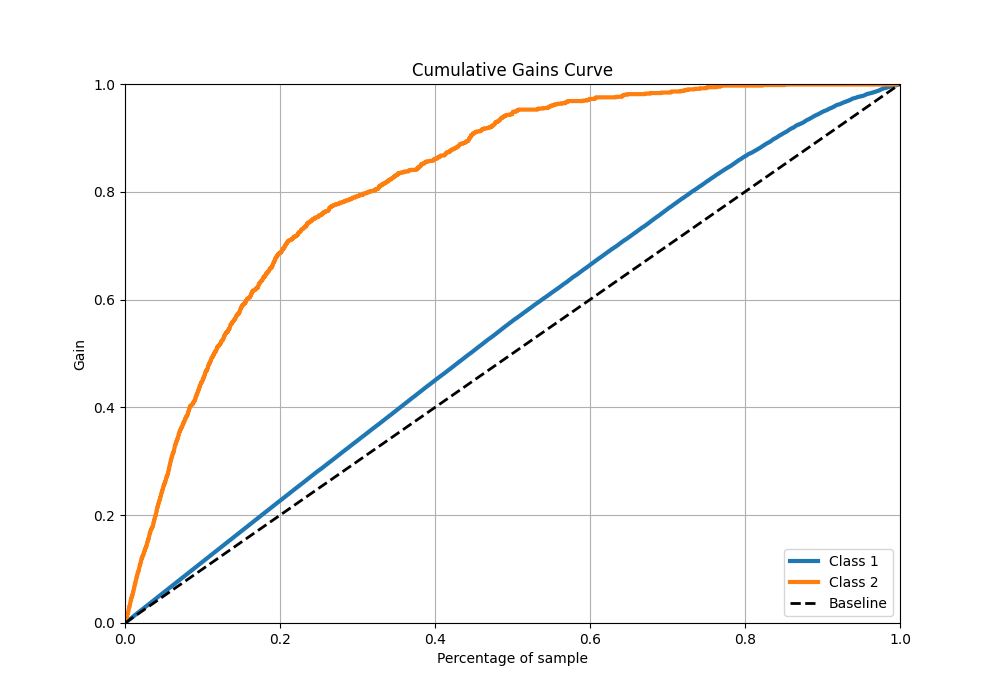 Cumulative Gains Curve
1.0
0.8
0.6
0.4
0.2
0.0
Gain
0.0 0.2 0.4 0.6 0.8 1.0
Percentage of sample
Class 1
Class 2
Baseline